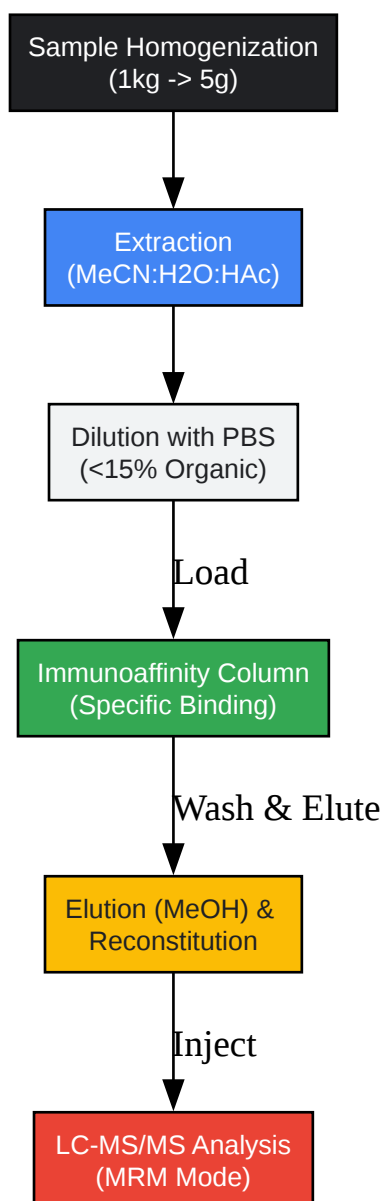 Sample Homogenization
(1kg -> 5g)
Extraction
(MeCN:H2O:HAc)
Dilution with PBS
(<15% Organic)
Load
Immunoaffinity Column
(Specific Binding)
Wash & Elute
Elution (MeOH) &
Reconstitution
Inject
LC-MS/MS Analysis
(MRM Mode)